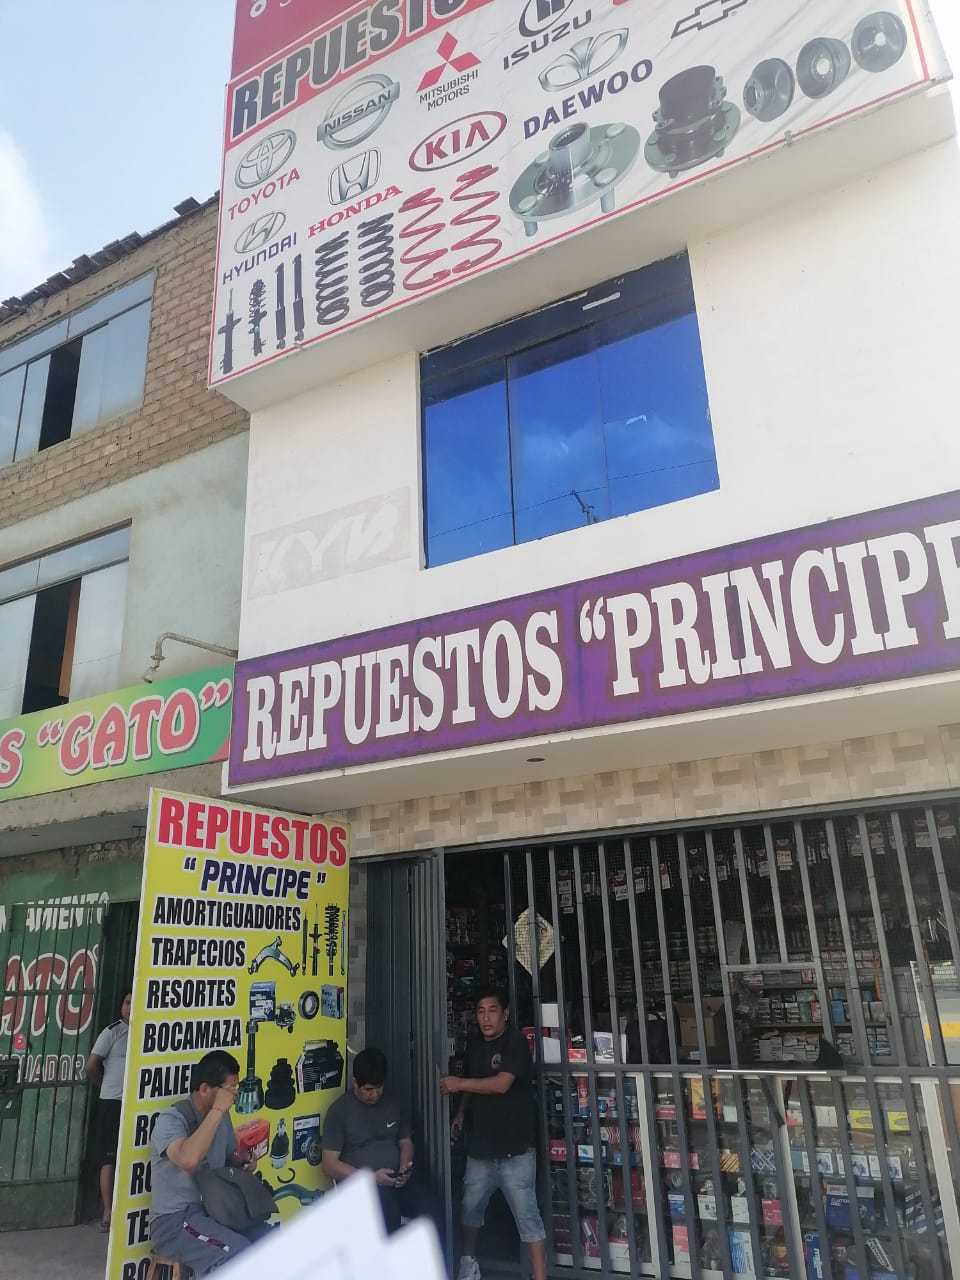 REPUESTOS
ISUZU
MITSUBISHI
MOTORS
NISSAN
DAEWOO
KIA
TOYOTA
HONDA
HYUNDAI
KYB
REPUESTOS "PRINCIPE
S "GATO"
REPUESTOS
"PRINCIPE"
AMORTIGUADORES
TRAPECIOS
RESORTES
BOCAMAZA
PALIE